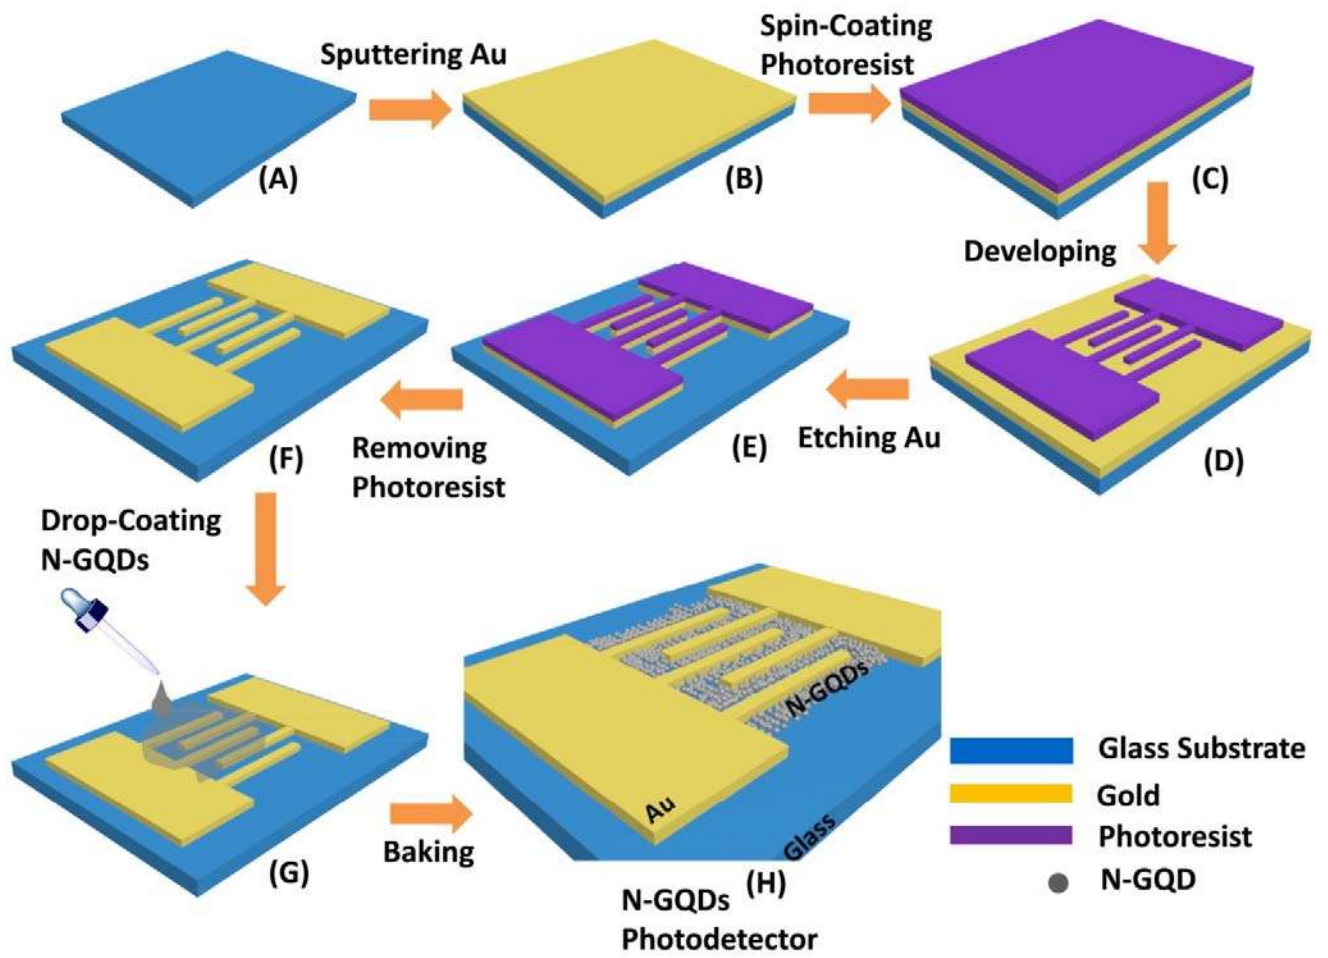 Sputtering Au
Spin-Coating
Photoresist
(A)
(B)
(C)
Developing
(D)
Etching Au
(E)
Removing
Photoresist
(F)
Drop-Coating
N-GQDs
(G)
Baking
N-GQDs
Au
Glass
(H)
N-GQDs
Photodetector
Glass Substrate
Gold
Photoresist
N-GQD